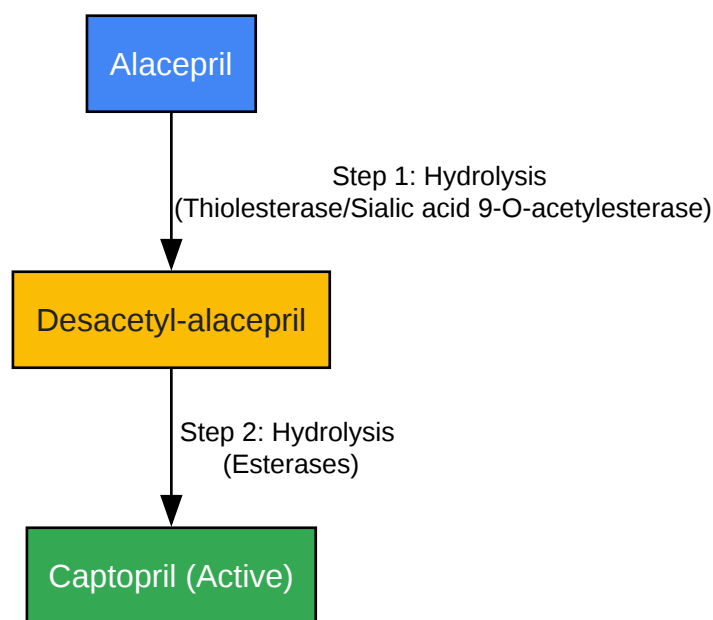 Alacepril
Step 1: Hydrolysis
(Thiolesterase/Sialic acid 9-O-acetylesterase)
Desacetyl-alacepril
Step 2: Hydrolysis
(Esterases)
Captopril (Active)